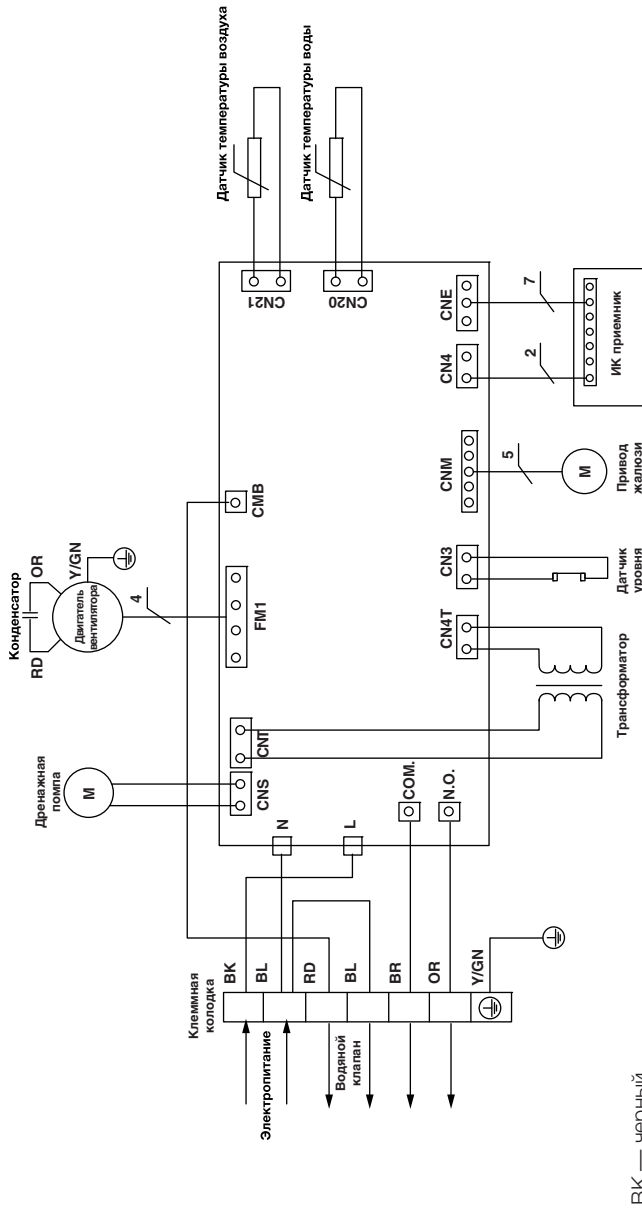 Датчик температуры воздуха
Датчик температуры воды
Конденсатор
RD
OR
Y/GN
Двигатель
вентилятора
4
Дренажная
помпа
M
CNS
CNT
FM1
CMB
CN21
CN20
N
L
COM.
N.O.
CN4T
CN3
CNM
CN4
CNE
5
2
7
Клеммная
колодка
BK
BL
RD
BL
BR
OR
Y/GN
Электропитание
Водяной
клапан
Трансформатор
Датчик
уровня
M
Привод
жалюзи
ИК приемник
BK — черный